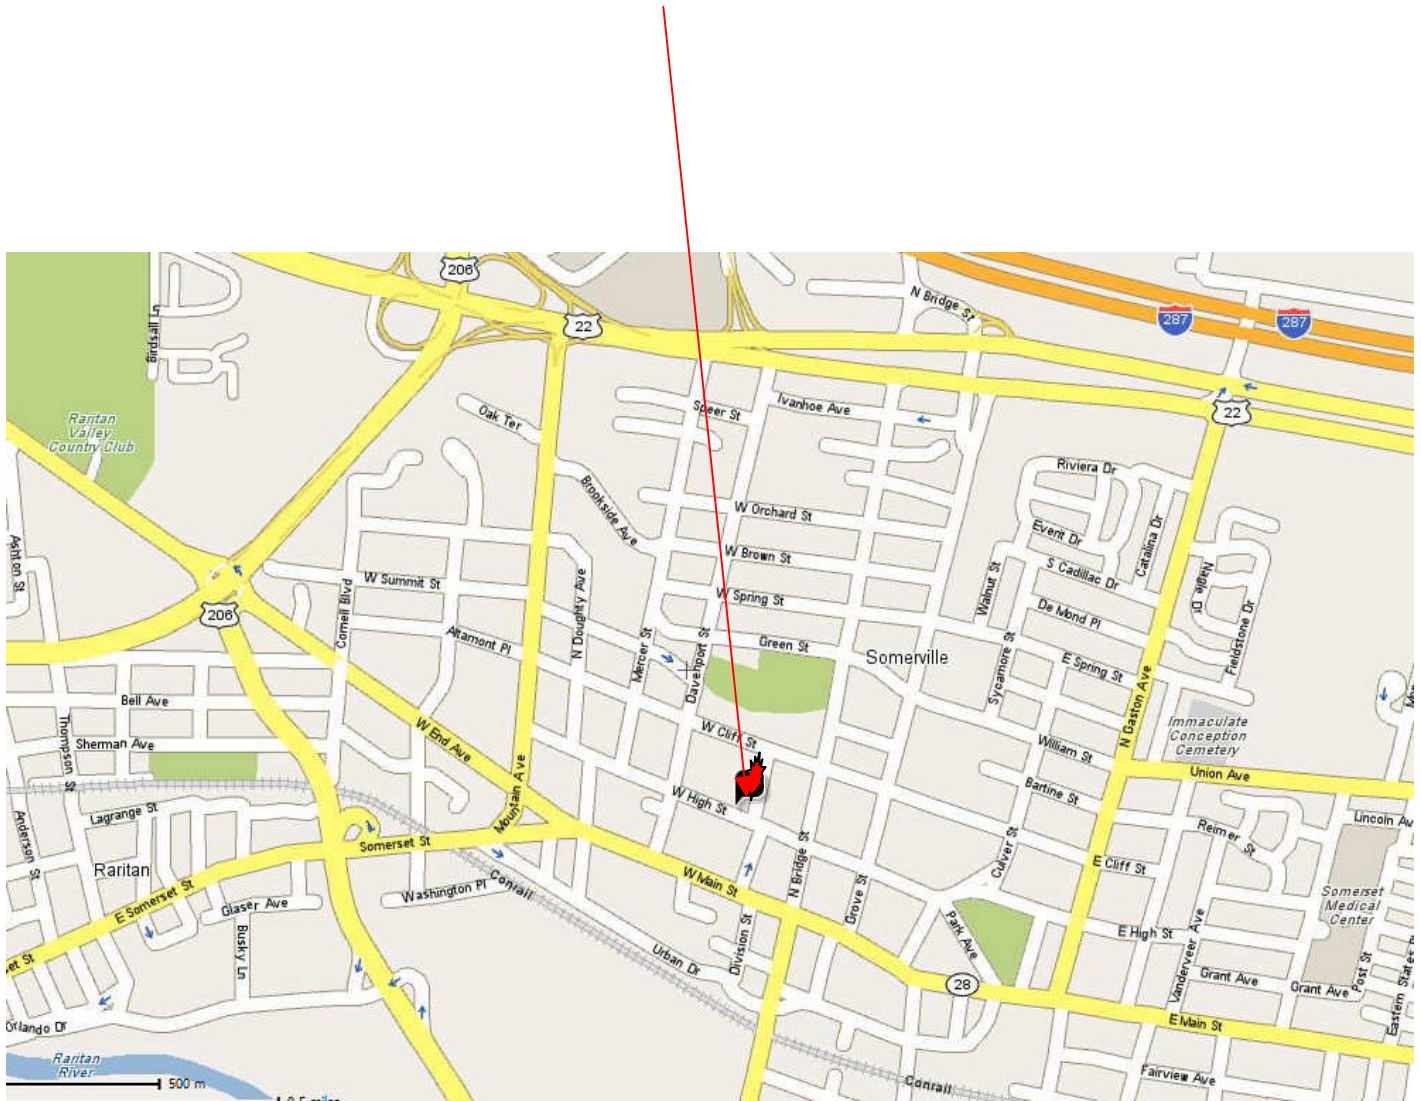 206
N Bridge St
287
287
22
Birdsall Ln
22
Raritan
Valley
Country Club
Oak Ter
Speer St
Ivanhoe Ave
Riviera Dr
Brookside Ave
W Orchard St
Everit Dr
Catalina Dr
Ashton St
W Brown St
S Cadillac Dr
Nagle Dr
W Summit St
N Doughty Ave
W Spring St
Walnut St
De Mond Pl
206
Cornell Blvd
Altamont Pl
Mercer St
Davenport St
Green St
Somerville
Sycamore St
E Spring St
Fieldstone Dr
Bell Ave
Thompson St
Sherman Ave
W End Ave
W Cliff St
N Gaston Ave
Immaculate
Conception
Cemetery
William St
Union Ave
Mountain Ave
W High St
Bartine St
Lagrange St
Anderson St
Somerset St
N Bridge St
Culver St
Reimer St
Lincoln Av
Raritan
E Somerset St
Glaser Ave
Washington Pl
Conrail
W Main St
Grove St
E Cliff St
Somerset
Medical
Center
Busky Ln
Division St
Park Ave
E High St
Vanderveer Ave
et St
Urban Dr
28
Grant Ave
Grant Ave
Post St
Eastern States P
Orlando Dr
E Main St
Raritan
River
500 m
Conrail
Fairview Ave